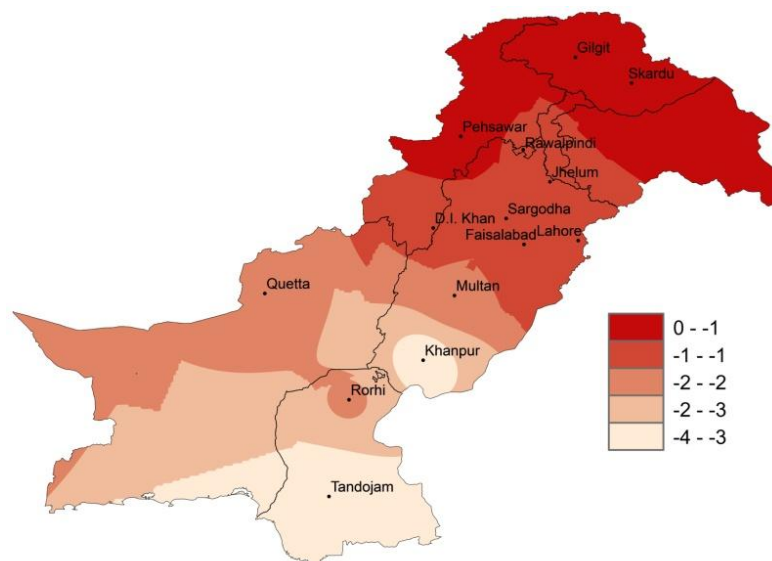 Gilgit
Skardu
Pehsawar
Rawalpindi
Jhelum
Sargodha
D.I. Khan
Lahore
Faisalabad
Quetta
Multan
Khanpur
Rorhi
Tandojam
0 - -1
-1 - -1
-2 - -2
-2 - -3
-4 - -3